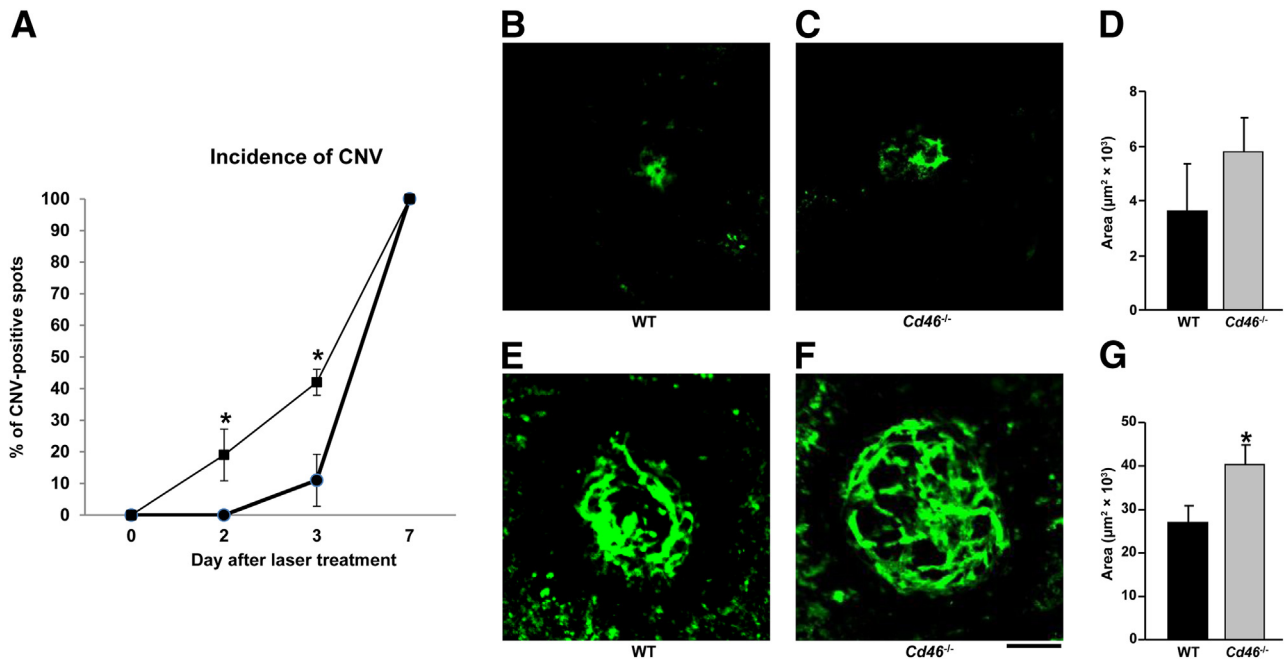 A
Incidence of CNV
% of CNV-positive spots
100
90
80
70
60
50
40
30
20
10
0
*
*
0 2 3 7
Day after laser treatment
B
WT
C
Cd46-/-
D
Area (µm² × 10³)
8
6
4
2
0
WT Cd46-/-
E
WT
F
Cd46-/-
G
Area (µm² × 10³)
50
40
30
20
10
0
*
WT Cd46-/-